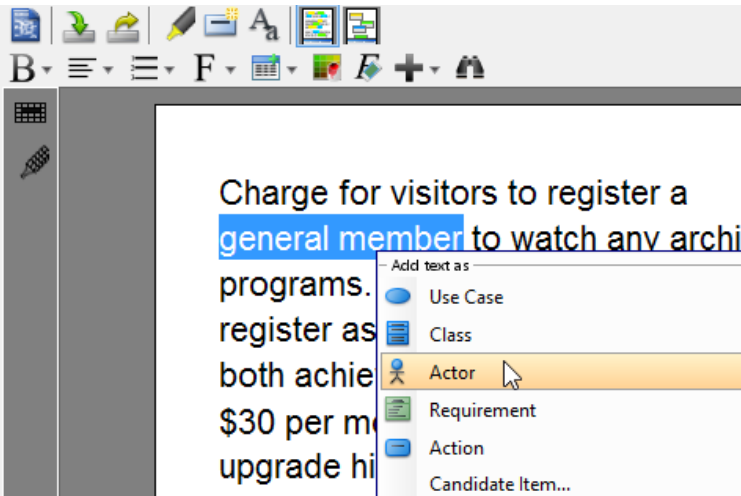 B
F
F
Charge for visitors to register a
general member to watch any archi
Add text as
programs.
Use Case
register as
Class
both achie
Actor
$30 per m
Requirement
Action
upgrade hi
Candidate Item...